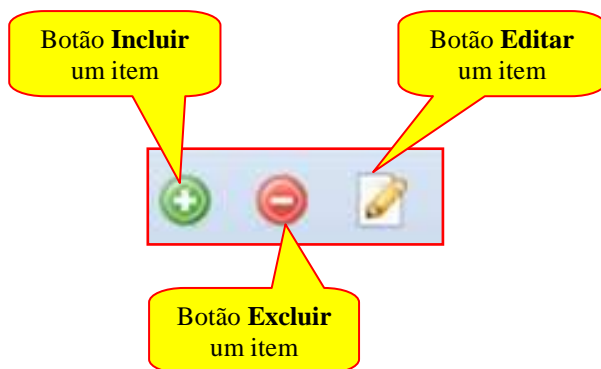 Botão Incluir
um item
Botão Editar
um item
Botão Excluir
um item